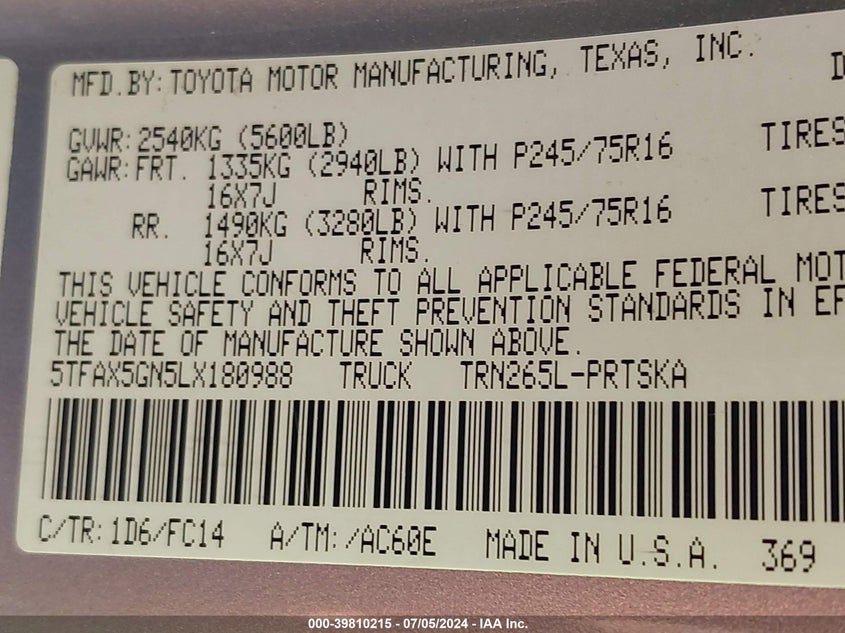 MFD.BY: TOYOTA MOTOR MANUFACTURING, TEXAS, INC.
GVWR: 2540KG (5600LB)
GAWR: FRT. 1335KG (2940LB) WITH P245/75R16 TIRES
16X7J RIMS.
RR. 1490KG (3280LB) WITH P245/75R16 TIRES
16X7J RIMS.
THIS VEHICLE CONFORMS TO ALL APPLICABLE FEDERAL MOT
VEHICLE SAFETY AND THEFT PREVENTION STANDARDS IN EF
THE DATE OF MANUFACTURE SHOWN ABOVE.
5TFAX5GN5LX180988 TRUCK TRN265L-PRTSKA
C/TR: 1D6/FC14 A/TM: /AC60E MADE IN U.S.A. 369
000-39810215 - 07/05/2024 - IAA Inc.